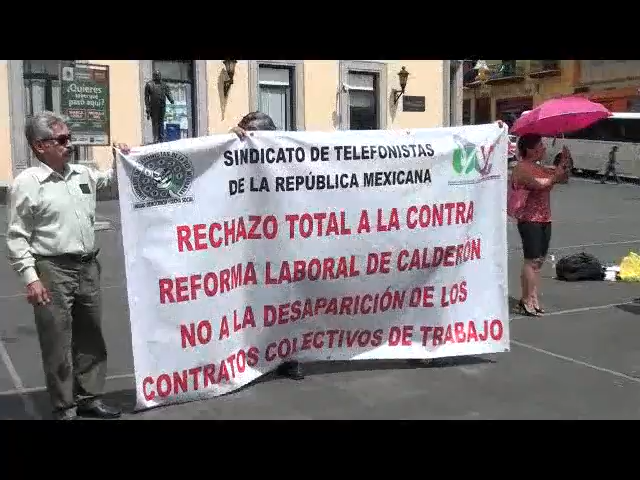 ¿Quieres
SINDICATO DE TELEFONISTAS
DE LA REPÚBLICA MEXICANA
RECHAZO TOTAL A LA CONTRA
REFORMA LABORAL DE CALDERÓN
NO A LA DESAPARICIÓN DE LOS
CONTRATOS COLECTIVOS DE TRABAJO